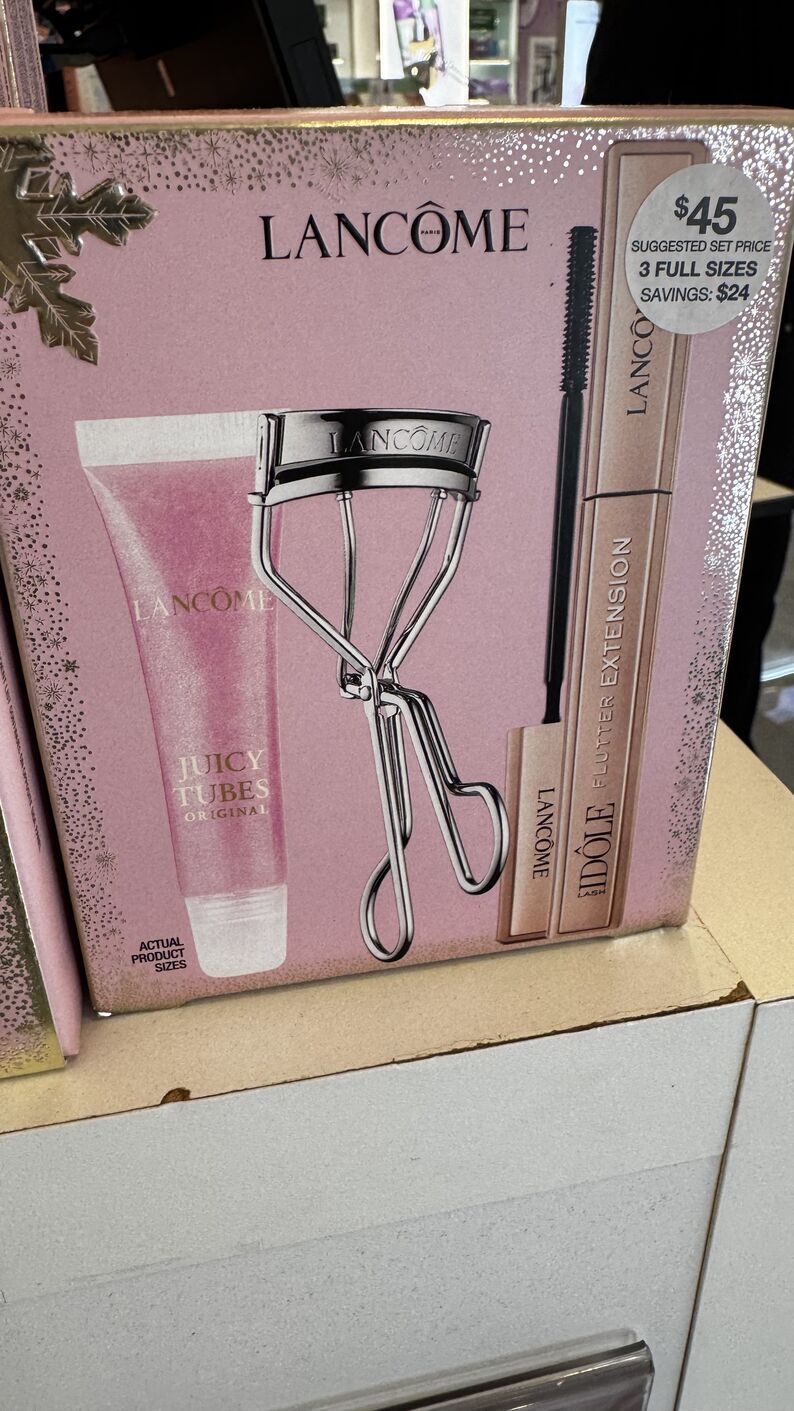 LANCÔME
PARIS
$45
SUGGESTED SET PRICE
3 FULL SIZES
SAVINGS: $24
LANCÔ
LANCÔME
LANCÔME
JUICY
TUBES
ORIGINAL
LANCÔME
LASH IDÔLE FLUTTER EXTENSION
ACTUAL
PRODUCT
SIZES